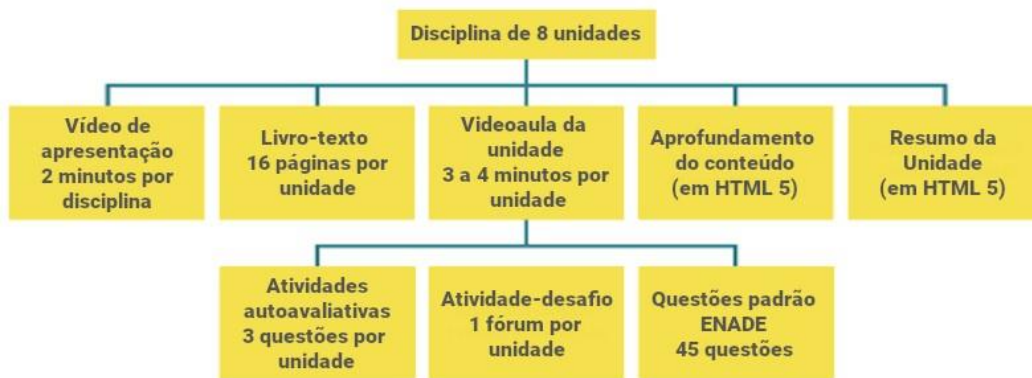 Disciplina de 8 unidades
Vídeo de
apresentação
2 minutos por
disciplina
Livro-texto
16 páginas por
unidade
Videoaula da
unidade
3 a 4 minutos por
unidade
Aprofundamento
do conteúdo
(em HTML 5)
Resumo da
Unidade
(em HTML 5)
Atividades
autoavaliativas
3 questões por
unidade
Atividade-desafio
1 fórum por
unidade
Questões padrão
ENADE
45 questões